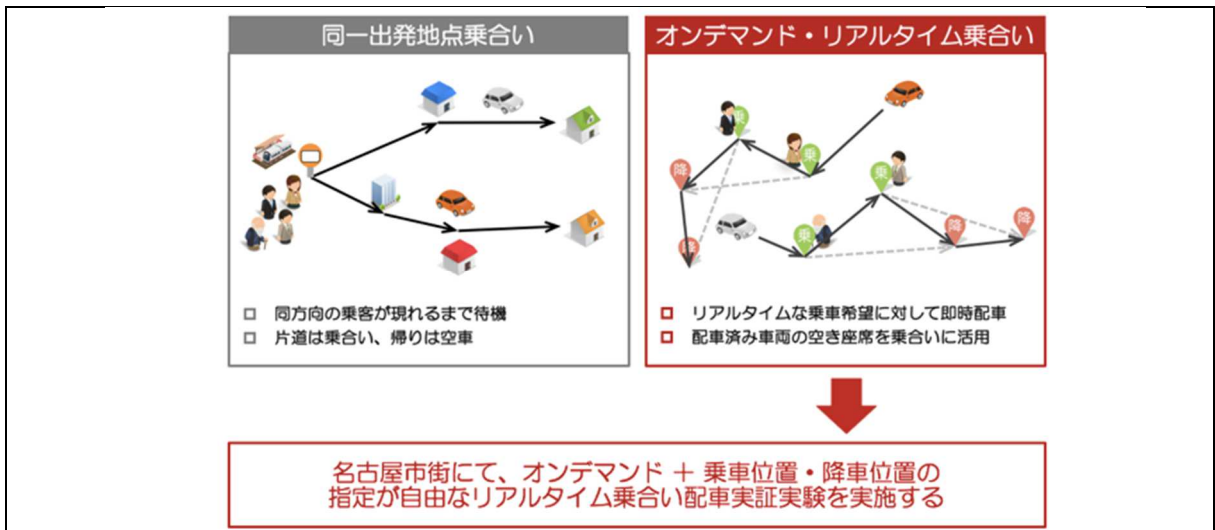 同一出発地点乗合い
同方向の乗客が現れるまで待機
片道は乗合い、帰りは空車
オンデマンド・リアルタイム乗合い
乗
乗
降
乗
乗
降
降
降
リアルタイムな乗車希望に対して即時配車
配車済み車両の空き座席を乗合いに活用
名古屋市街にて、オンデマンド + 乗車位置・降車位置の
指定が自由なリアルタイム乗合い配車実証実験を実施する